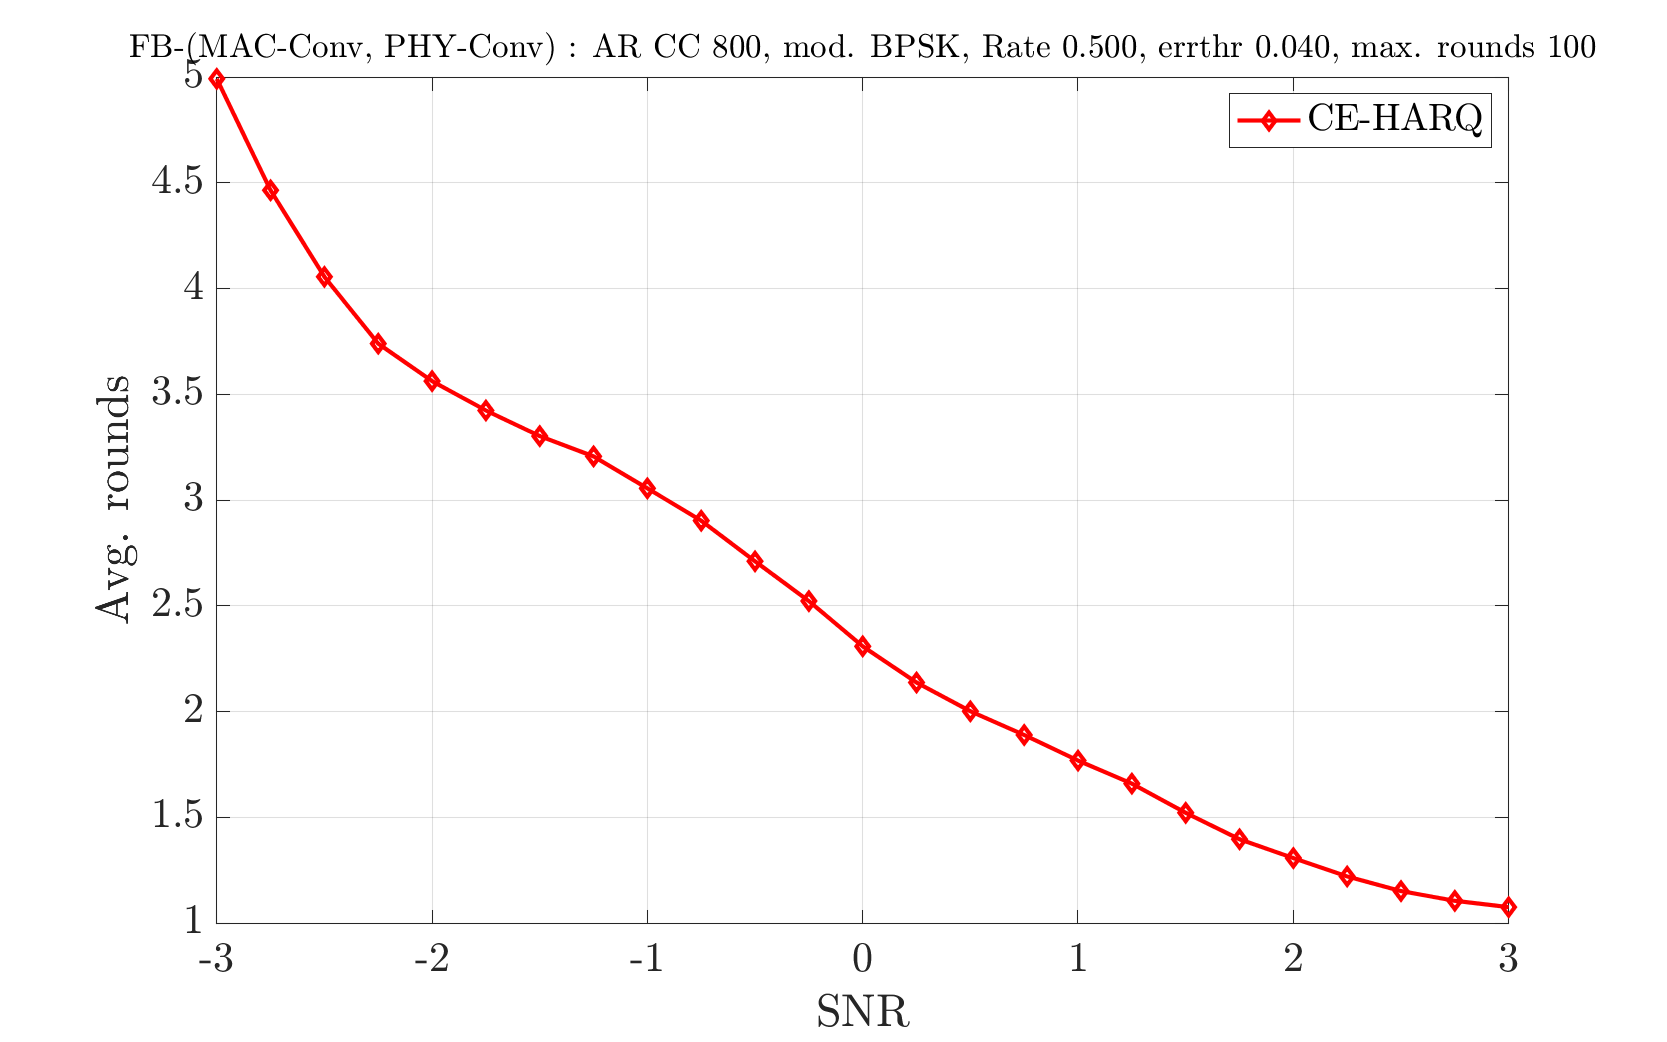 FB-(MAC-Conv, PHY-Conv) : AR CC 800, mod. BPSK, Rate 0.500, errthr 0.040, max. rounds 100
CE-HARQ
5
4.5
4
3.5
3
2.5
2
1.5
1
Avg. rounds
-3 -2 -1 0 1 2 3
SNR